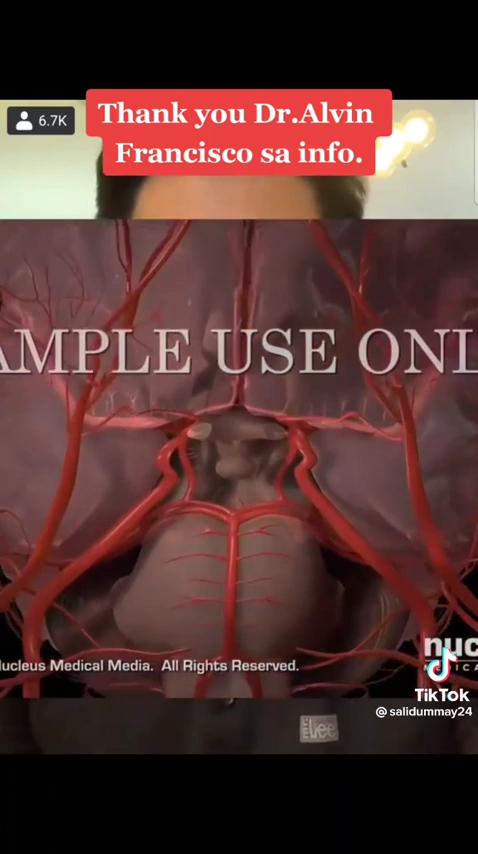 6.7K
Thank you Dr.Alvin
Francisco sa info.
AMPLE USE ONL
Nucleus Medical Media. All Rights Reserved.
nuc
MEDICA
TikTok
@ salidummay24